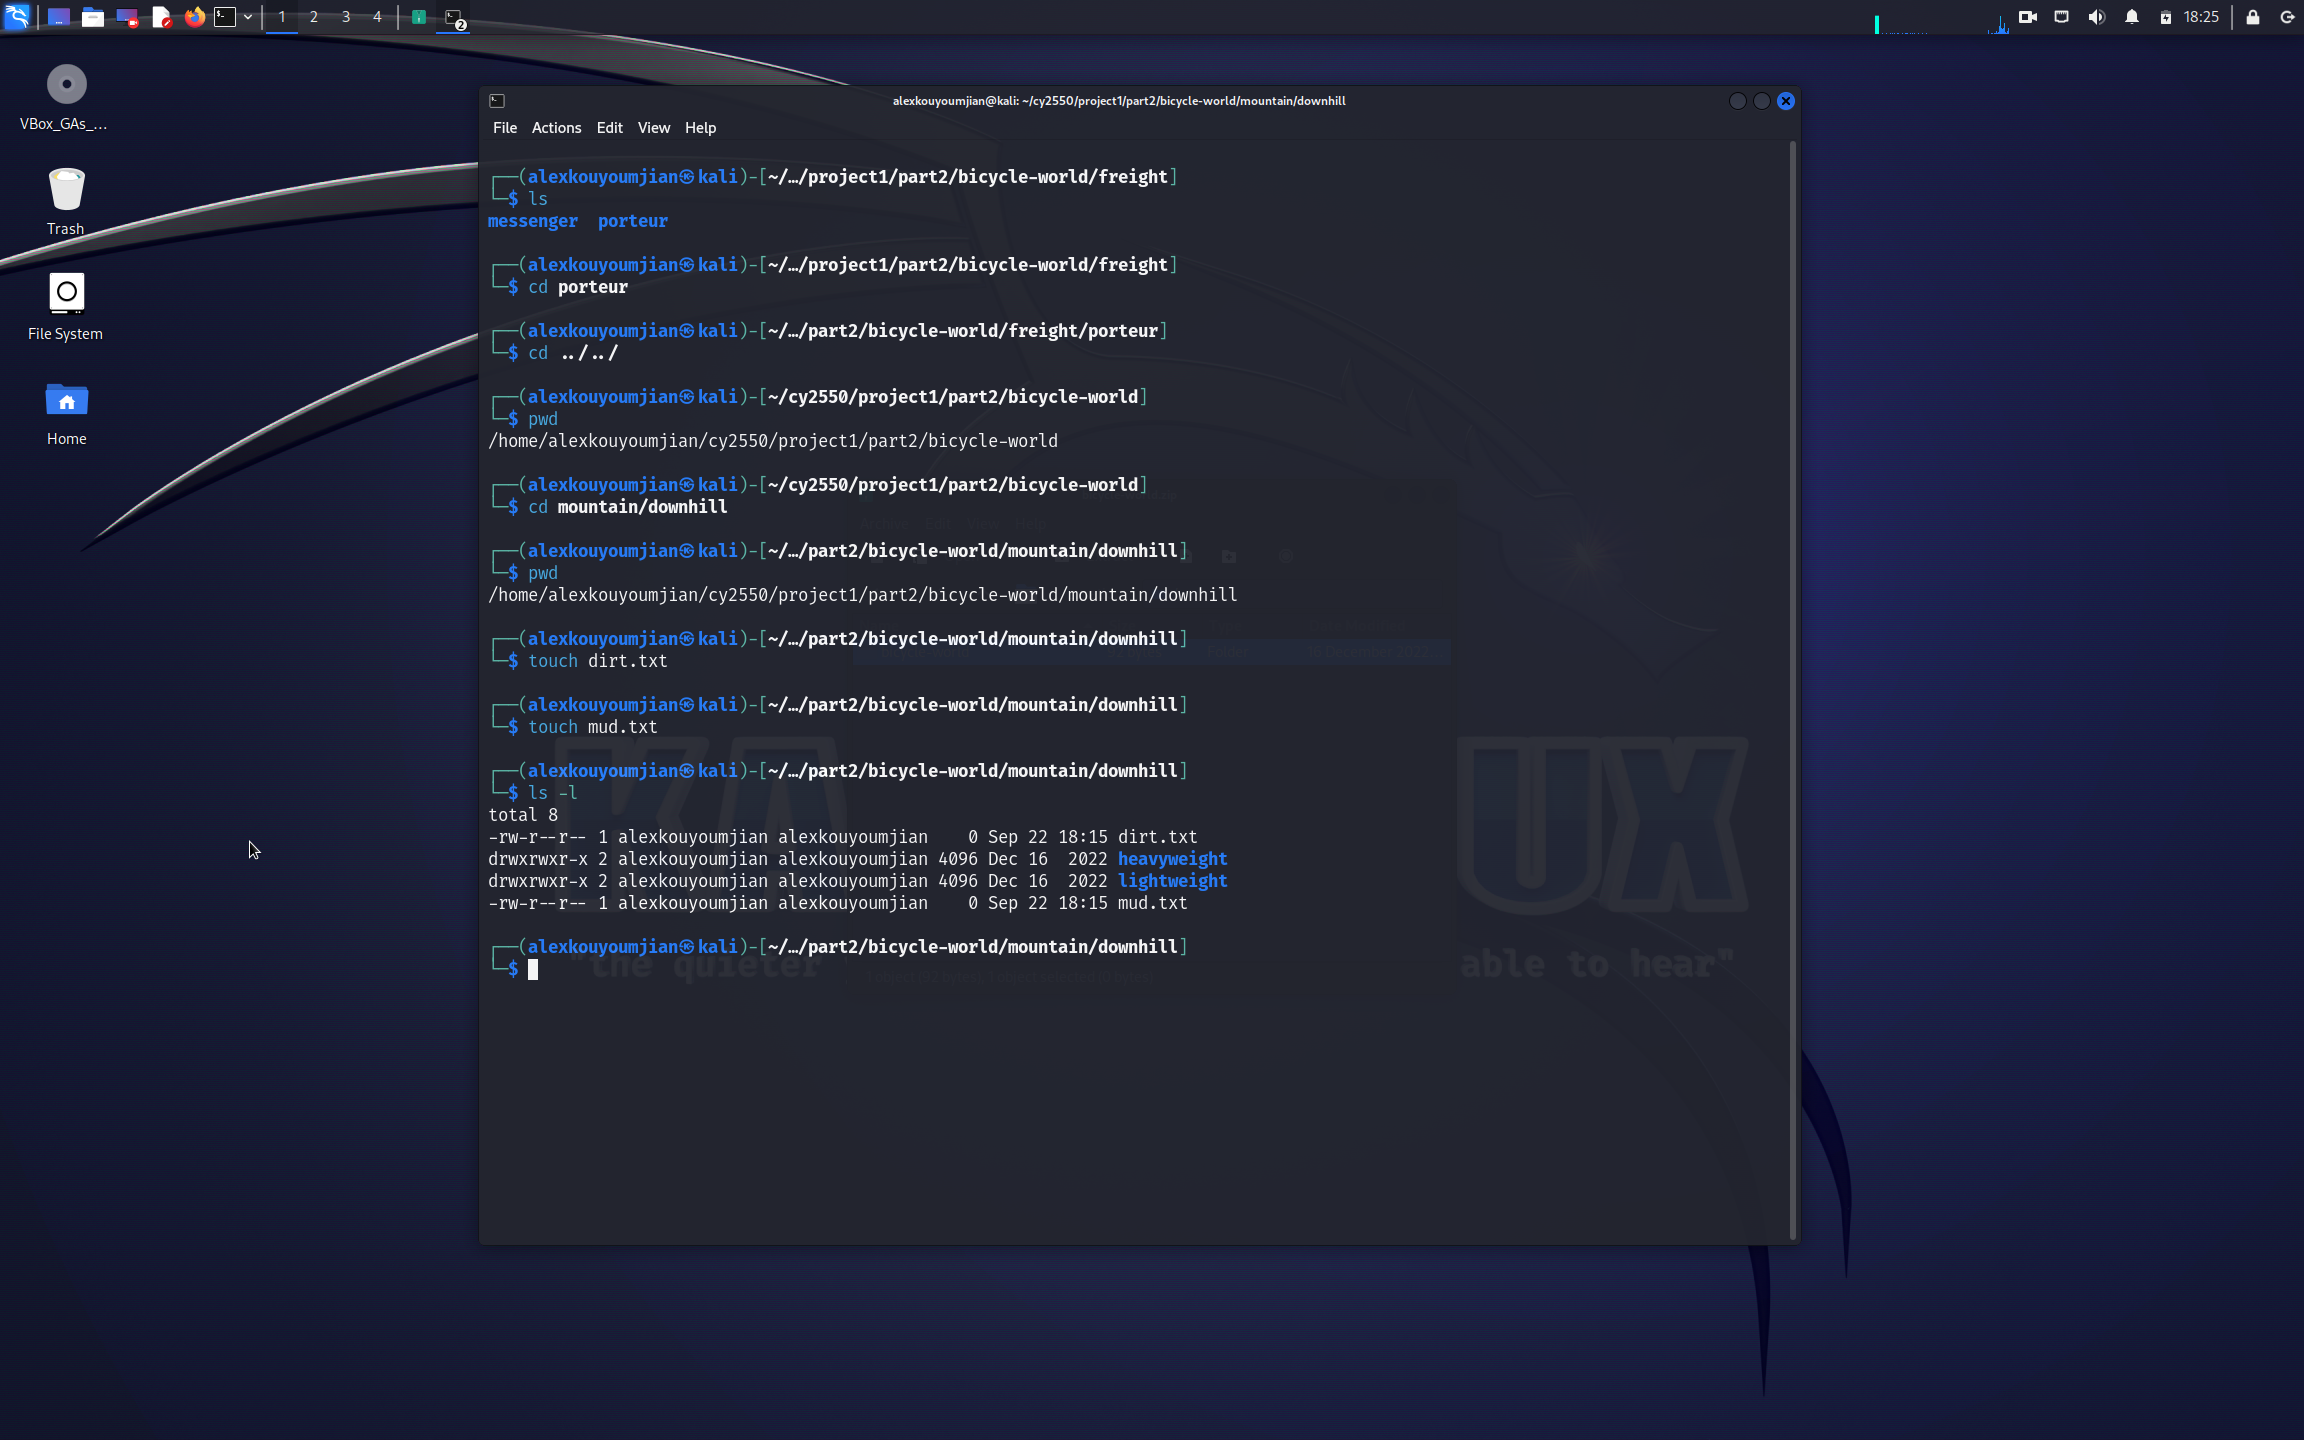 1 2 3 4 2 18:25
VBox_GAs_...
Trash
File System
Home
alexkouyoumjian@kali: ~/cy2550/project1/part2/bicycle-world/mountain/downhill
File Actions Edit View Help
┌──(alexkouyoumjian㉿kali)-[~/…/project1/part2/bicycle-world/freight]
└─$ ls
messenger  porteur
┌──(alexkouyoumjian㉿kali)-[~/…/project1/part2/bicycle-world/freight]
└─$ cd porteur
┌──(alexkouyoumjian㉿kali)-[~/…/part2/bicycle-world/freight/porteur]
└─$ cd ../../
┌──(alexkouyoumjian㉿kali)-[~/cy2550/project1/part2/bicycle-world]
└─$ pwd
/home/alexkouyoumjian/cy2550/project1/part2/bicycle-world
┌──(alexkouyoumjian㉿kali)-[~/cy2550/project1/part2/bicycle-world]
└─$ cd mountain/downhill
┌──(alexkouyoumjian㉿kali)-[~/…/part2/bicycle-world/mountain/downhill]
└─$ pwd
/home/alexkouyoumjian/cy2550/project1/part2/bicycle-world/mountain/downhill
┌──(alexkouyoumjian㉿kali)-[~/…/part2/bicycle-world/mountain/downhill]
└─$ touch dirt.txt
┌──(alexkouyoumjian㉿kali)-[~/…/part2/bicycle-world/mountain/downhill]
└─$ touch mud.txt
┌──(alexkouyoumjian㉿kali)-[~/…/part2/bicycle-world/mountain/downhill]
└─$ ls -l
total 8
-rw-r--r-- 1 alexkouyoumjian alexkouyoumjian    0 Sep 22 18:15 dirt.txt
drwxrwxr-x 2 alexkouyoumjian alexkouyoumjian 4096 Dec 16  2022 heavyweight
drwxrwxr-x 2 alexkouyoumjian alexkouyoumjian 4096 Dec 16  2022 lightweight
-rw-r--r-- 1 alexkouyoumjian alexkouyoumjian    0 Sep 22 18:15 mud.txt
┌──(alexkouyoumjian㉿kali)-[~/…/part2/bicycle-world/mountain/downhill]
└─$
KA UX
"the quieter able to hear"